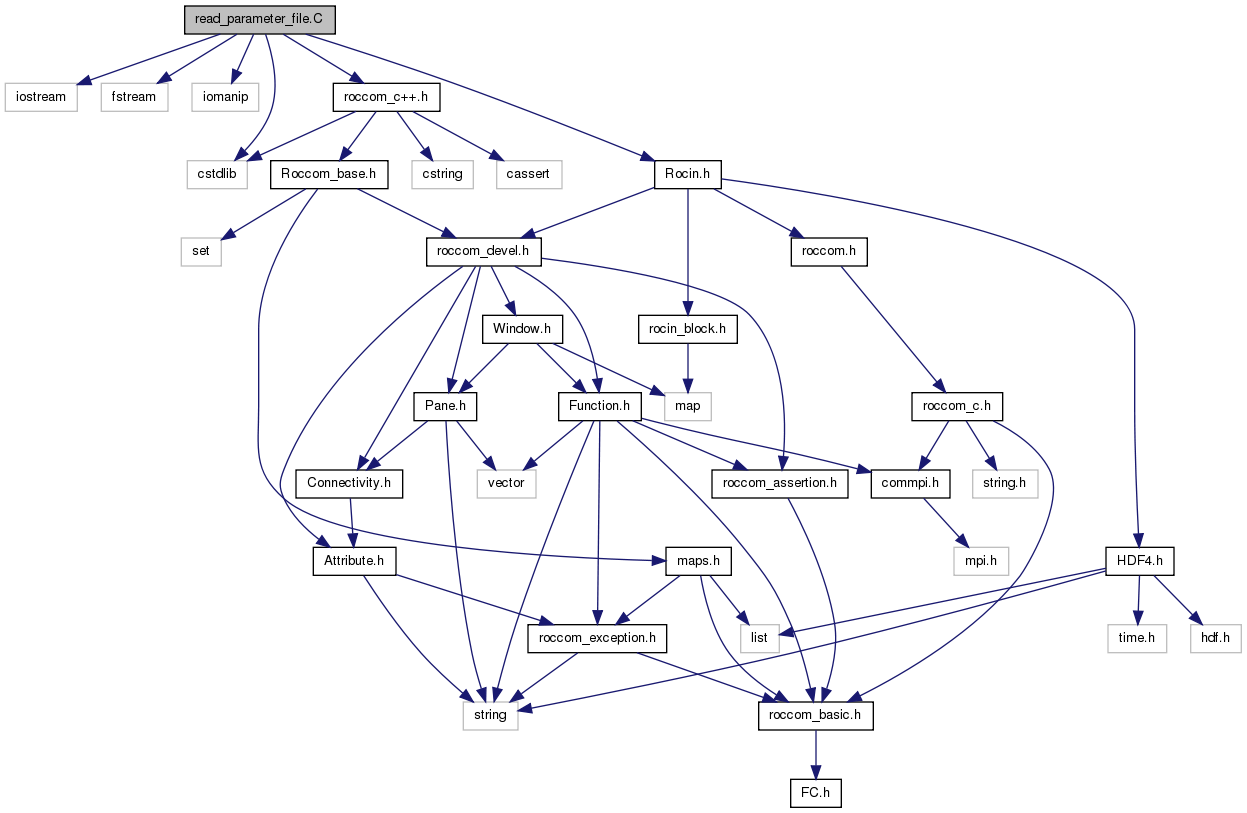 read_parameter_file.C
iostream
fstream
iomanip
roccom_c++.h
cstdlib
Roccom_base.h
cstring
cassert
Rocin.h
set
roccom_devel.h
roccom.h
Window.h
rocin_block.h
Pane.h
Function.h
map
roccom_c.h
Connectivity.h
vector
roccom_assertion.h
commpi.h
string.h
Attribute.h
maps.h
mpi.h
HDF4.h
roccom_exception.h
list
time.h
hdf.h
string
roccom_basic.h
FC.h